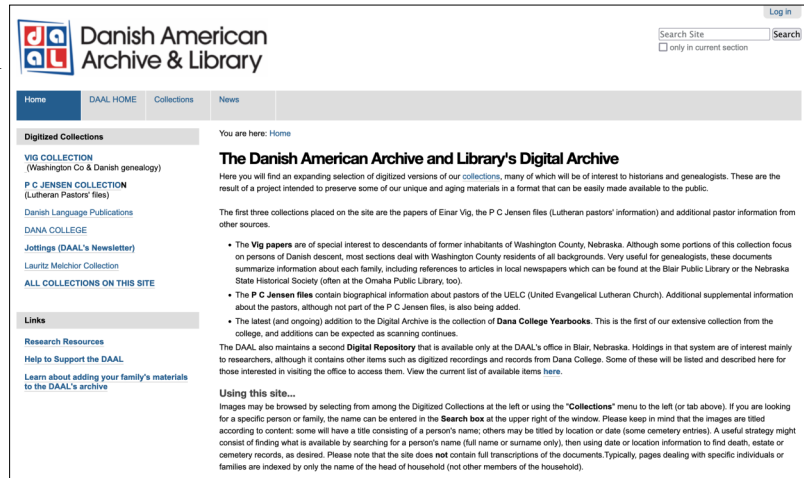 Log in
da
aL
Danish American
Archive & Library
Search Site
Search
only in current section
Home
DAAL HOME
Collections
News
Digitized Collections
VIG COLLECTION
(Washington Co & Danish genealogy)
P C JENSEN COLLECTION
(Lutheran Pastors' files)
Danish Language Publications
DANA COLLEGE
Jottings (DAAL's Newsletter)
Lauritz Melchior Collection
ALL COLLECTIONS ON THIS SITE
Links
Research Resources
Help to Support the DAAL
Learn about adding your family's materials
to the DAAL's archive
You are here: Home
The Danish American Archive and Library's Digital Archive
Here you will find an expanding selection of digitized versions of our collections, many of which will be of interest to historians and genealogists. These are the
result of a project intended to preserve some of our unique and aging materials in a format that can be easily made available to the public.
The first three collections placed on the site are the papers of Einar Vig, the P C Jensen files (Lutheran pastors' information) and additional pastor information from
other sources.
• The Vig papers are of special interest to descendants of former inhabitants of Washington County, Nebraska. Although some portions of this collection focus
on persons of Danish descent, most sections deal with Washington County residents of all backgrounds. Very useful for genealogists, these documents
summarize information about each family, including references to articles in local newspapers which can be found at the Blair Public Library or the Nebraska
State Historical Society (often at the Omaha Public Library, too).
• The P C Jensen files contain biographical information about pastors of the UELC (United Evangelical Lutheran Church). Additional supplemental information
about the pastors, although not part of the P C Jensen files, is also being added.
• The latest (and ongoing) addition to the Digital Archive is the collection of Dana College Yearbooks. This is the first of our extensive collection from the
college, and additions can be expected as scanning continues.
The DAAL also maintains a second Digital Repository that is available only at the DAAL's office in Blair, Nebraska. Holdings in that system are of interest mainly
to researchers, although it contains other items such as digitized recordings and records from Dana College. Some of these will be listed and described here for
those interested in visiting the office to access them. View the current list of available items here.
Using this site...
Images may be browsed by selecting from among the Digitized Collections at the left or using the "Collections" menu to the left (or tab above). If you are looking
for a specific person or family, the name can be entered in the Search box at the upper right of the window. Please keep in mind that the images are titled
according to content: some will have a title consisting of a person's name; others may be titled by location or date (some cemetery entries). A useful strategy might
consist of finding what is available by searching for a person's name (full name or surname only), then using date or location information to find death, estate or
cemetery records, as desired. Please note that the site does not contain full transcriptions of the documents.Typically, pages dealing with specific individuals or
families are indexed by only the name of the head of household (not other members of the household).